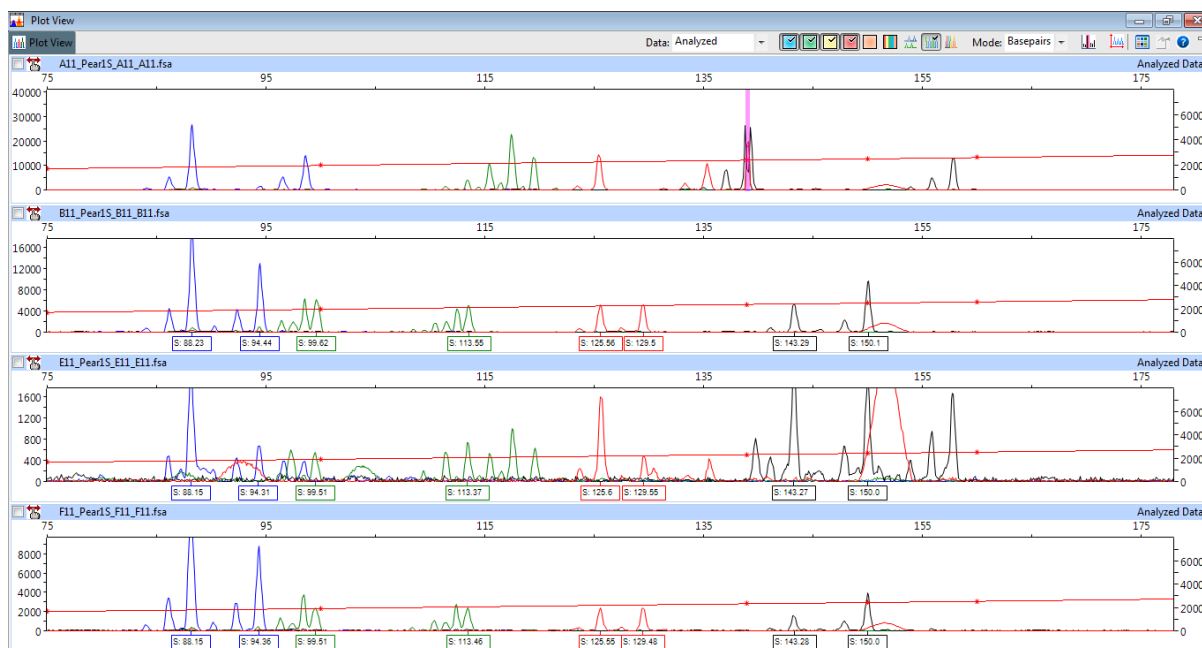 Plot View
Plot View Data: Analyzed Mode: Basepairs
A11_Pear1S_A11_A11.fsa Analyzed Data
75 95 115 135 155 175
40000
30000 6000
20000 4000
10000 2000
0 0
B11_Pear1S_B11_B11.fsa Analyzed Data
75 95 115 135 155 175
16000
12000 6000
8000 4000
4000 2000
0 0
S: 88.23 S: 94.44 S: 99.62 S: 113.55 S: 125.56 S: 129.5 S: 143.29 S: 150.1
E11_Pear1S_E11_E11.fsa Analyzed Data
75 95 115 135 155 175
1600
1200 6000
800 4000
400 2000
0 0
S: 88.15 S: 94.31 S: 99.51 S: 113.37 S: 125.6 S: 129.55 S: 143.27 S: 150.0
F11_Pear1S_F11_F11.fsa Analyzed Data
75 95 115 135 155 175
8000
6000 6000
4000 4000
2000 2000
0 0
S: 88.15 S: 94.36 S: 99.51 S: 113.46 S: 125.55 S: 129.48 S: 143.28 S: 150.0